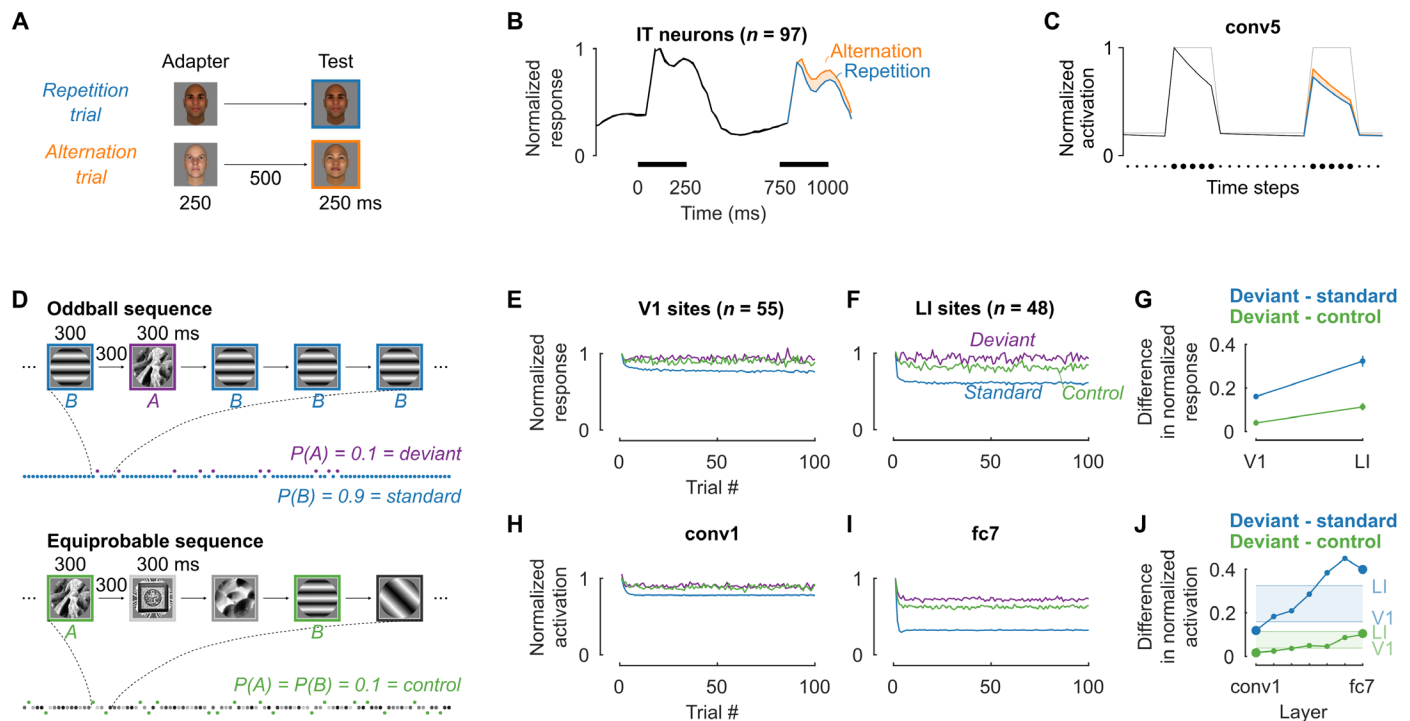 A
Adapter
Test
Repetition
trial
Alternation
trial
500
250
250 ms
B
IT neurons (n = 97)
Normalized
response
1
0
Alternation
Repetition
0
250
750
1000
Time (ms)
C
conv5
Normalized
activation
1
0
Time steps
D
Oddball sequence
300
300 ms
300
...
...
B
A
B
B
B
P(A) = 0.1 = deviant
P(B) = 0.9 = standard
Equiprobable sequence
300
300 ms
300
...
...
A
B
P(A) = P(B) = 0.1 = control
E
V1 sites (n = 55)
Normalized
response
1
0
0
50
100
Trial #
F
LI sites (n = 48)
Deviant
Standard
Control
1
0
0
50
100
G
Deviant - standard
Deviant - control
Difference
in normalized
response
0.4
0.2
0
V1
LI
H
conv1
Normalized
activation
1
0
0
50
100
Trial #
I
fc7
1
0
0
50
100
J
Deviant - standard
Deviant - control
Difference
in normalized
activation
0.4
0.2
0
LI
V1
LI
V1
conv1
fc7
Layer